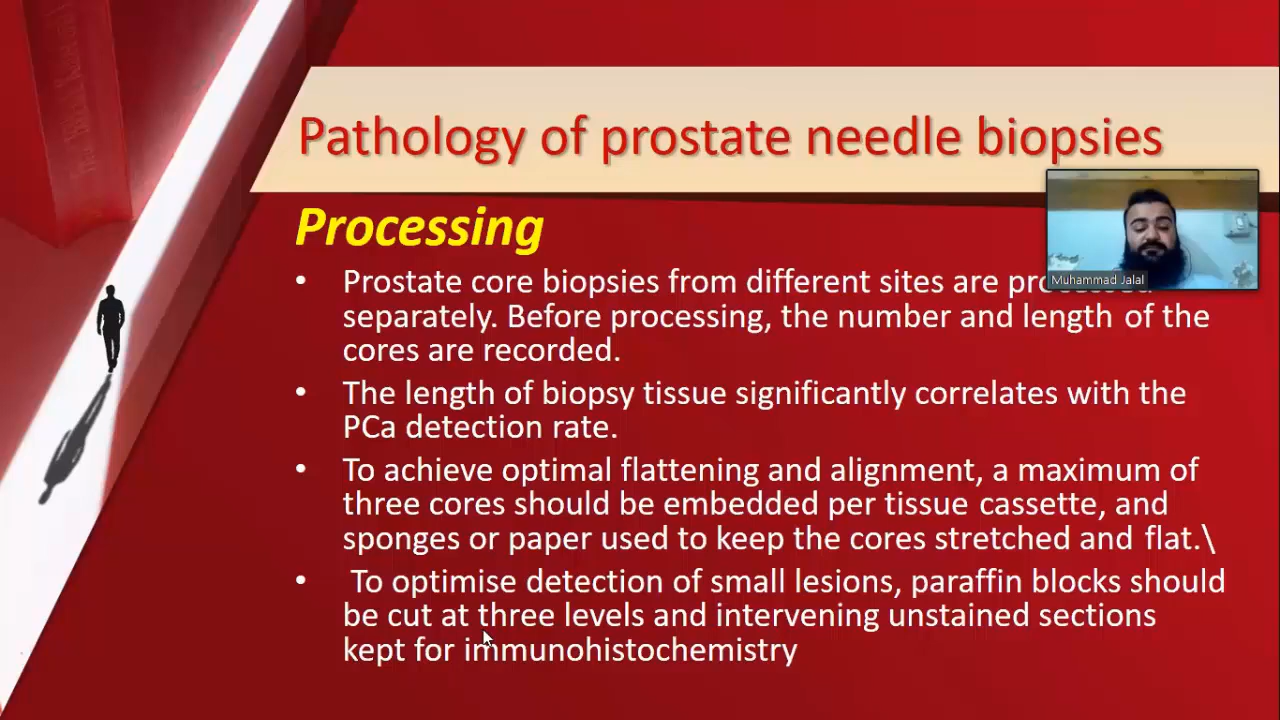 Pathology of prostate needle biopsies
Processing
• Prostate core biopsies from different sites are
separately. Before processing, the number and length of the
cores are recorded.
• The length of biopsy tissue significantly correlates with the
PCa detection rate.
• To achieve optimal flattening and alignment, a maximum of
three cores should be embedded per tissue cassette, and
sponges or paper used to keep the cores stretched and flat.\
• To optimise detection of small lesions, paraffin blocks should
be cut at three levels and intervening unstained sections
kept for immunohistochemistry
Muhammad Jalal